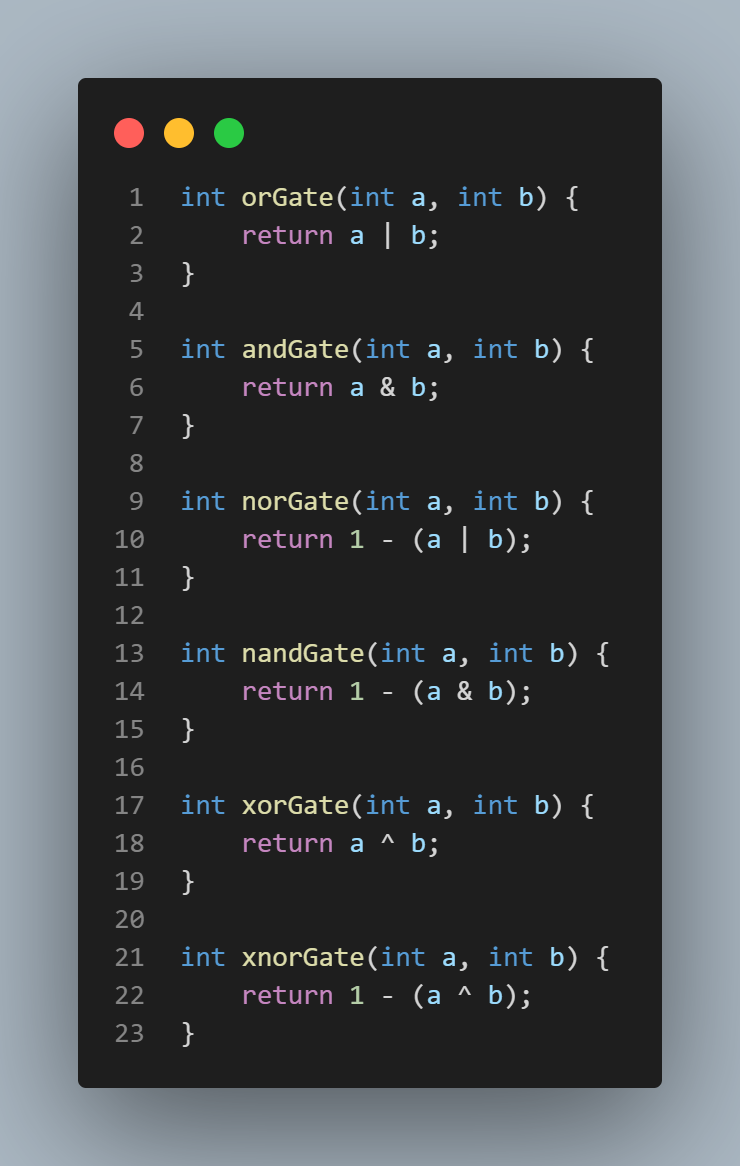 1 int orGate(int a, int b) {
2     return a | b;
3 }
4
5 int andGate(int a, int b) {
6     return a & b;
7 }
8
9 int norGate(int a, int b) {
10     return 1 - (a | b);
11 }
12
13 int nandGate(int a, int b) {
14     return 1 - (a & b);
15 }
16
17 int xorGate(int a, int b) {
18     return a ^ b;
19 }
20
21 int xnorGate(int a, int b) {
22     return 1 - (a ^ b);
23 }